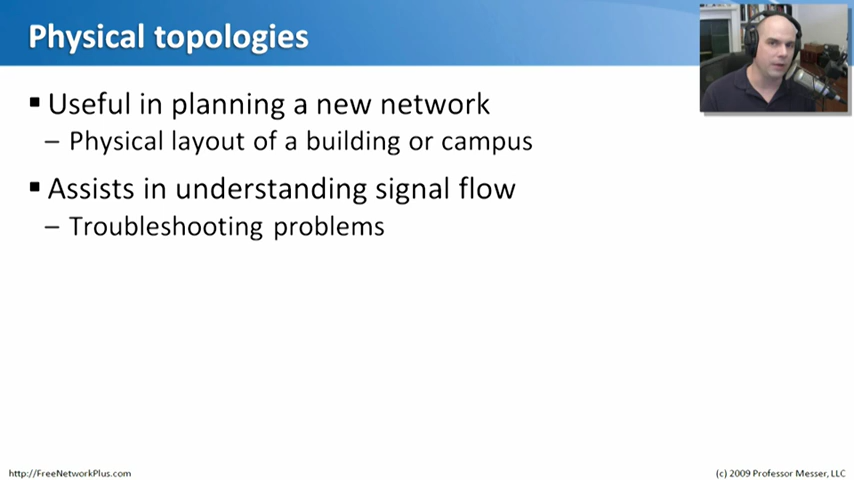 Physical topologies
▪ Useful in planning a new network
– Physical layout of a building or campus
▪ Assists in understanding signal flow
– Troubleshooting problems
http://FreeNetworkPlus.com
(c) 2009 Professor Messer, LLC